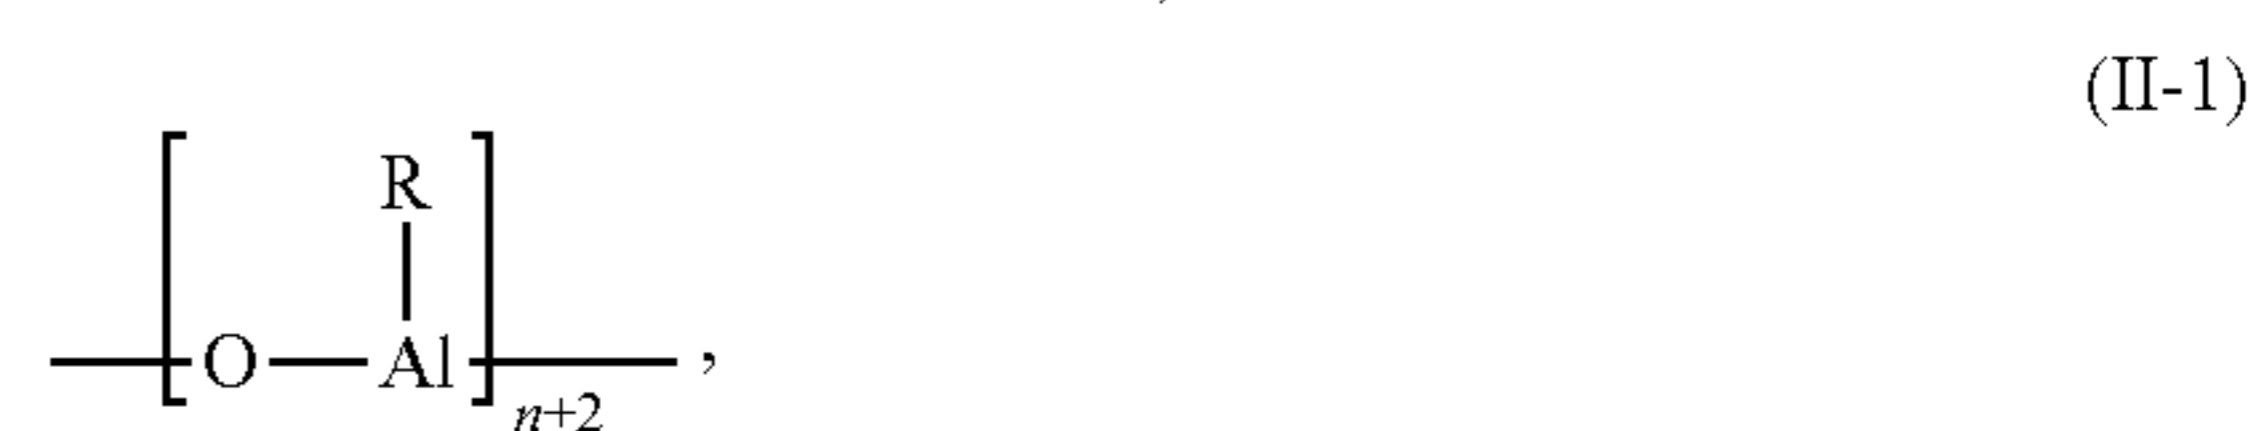 (II-1)
R
O Al ,
n+2